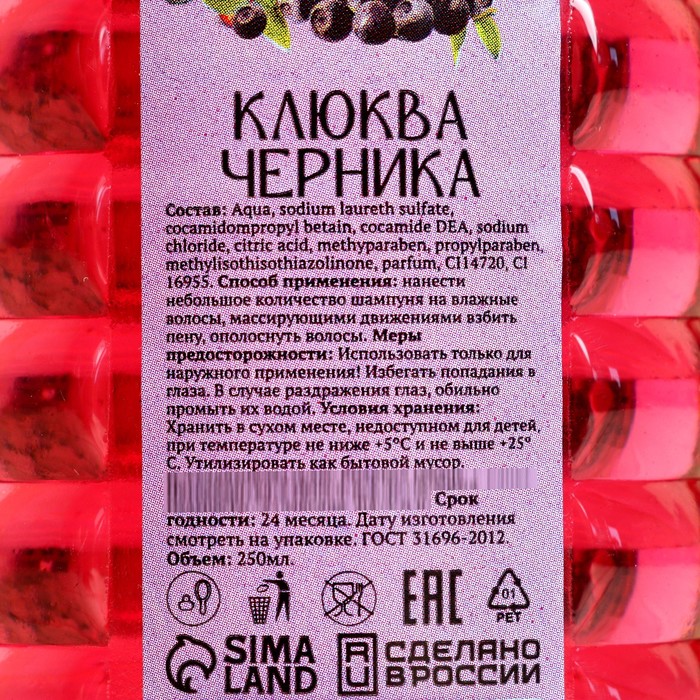 КЛЮКВА
ЧЕРНИКА
Состав: Aqua, sodium laureth sulfate,
cocamidompropyl betain, cocamide DEA, sodium
chloride, citric acid, methyparaben, propylparaben,
methylisothisothiazolinone, parfum, CI14720, CI
16955. Способ применения: нанести
небольшое количество шампуня на влажные
волосы, массирующими движениями взбить
пену, ополоснуть волосы. Меры
предосторожности: Использовать только для
наружного применения! Избегать попадания в
глаза. В случае раздражения глаз, обильно
промыть их водой. Условия хранения:
Хранить в сухом месте, недоступном для детей,
при температуре не ниже +5°С и не выше +25°
С. Утилизировать как бытовой мусор.
Срок
годности: 24 месяца. Дату изготовления
смотреть на упаковке. ГОСТ 31696-2012.
Объем: 250мл.
EAC
01
PET
SIMA
LAND
RU
СДЕЛАНО
В РОССИИ